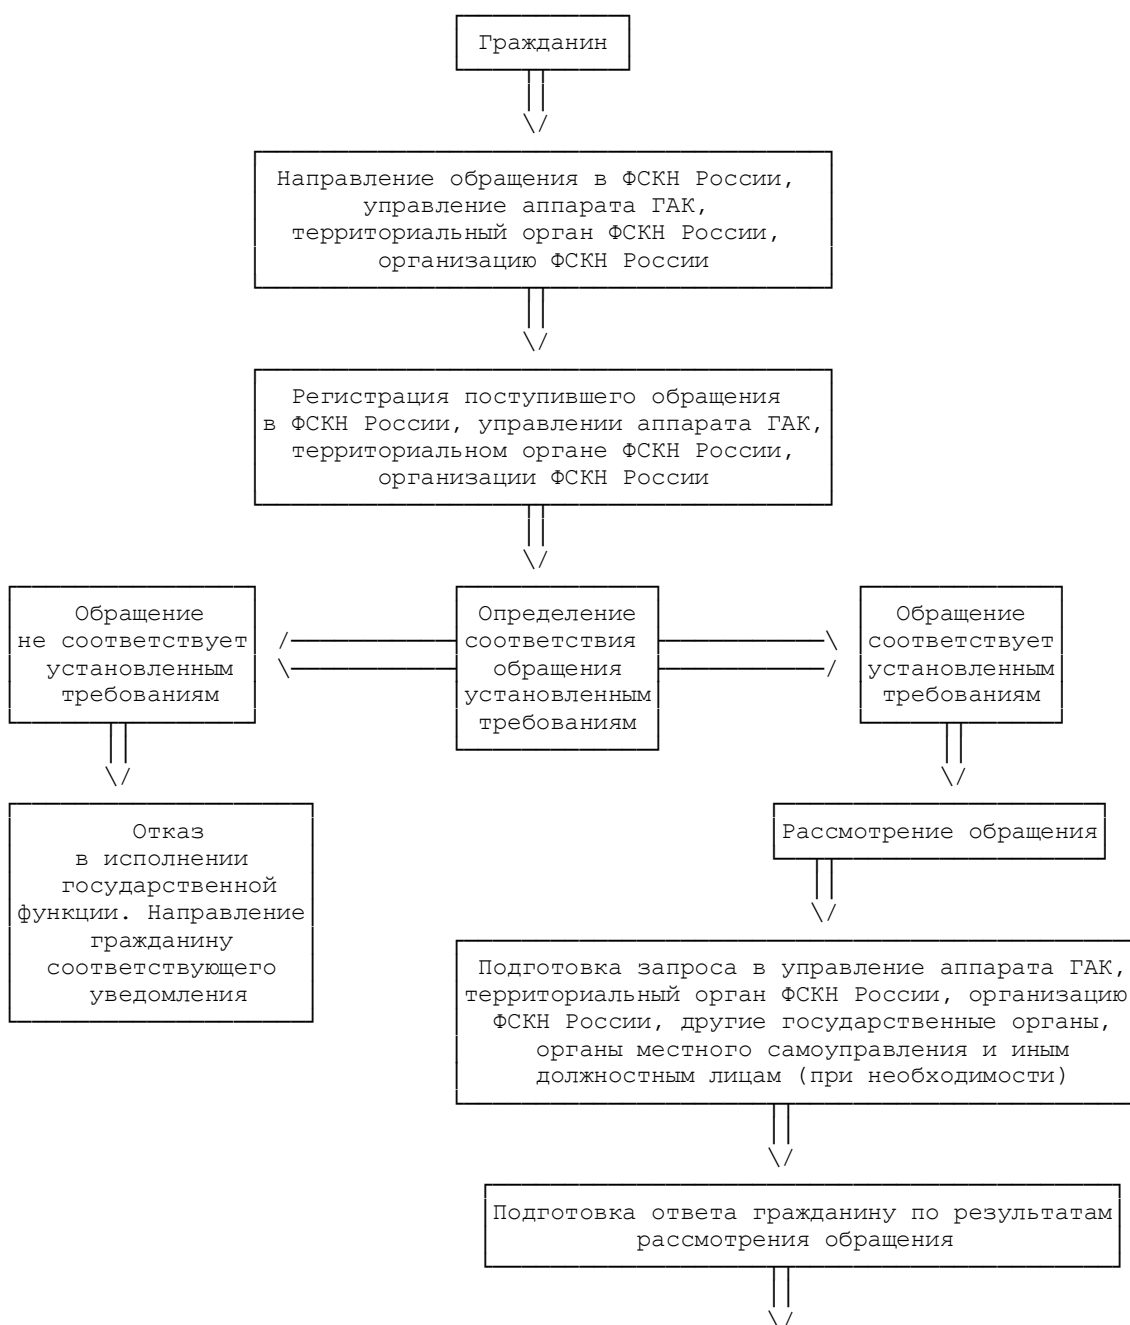 Гражданин
Направление обращения в ФСКН России,
управление аппарата ГАК,
территориальный орган ФСКН России,
организацию ФСКН России
Регистрация поступившего обращения
в ФСКН России, управлении аппарата ГАК,
территориальном органе ФСКН России,
организации ФСКН России
Обращение
не соответствует
установленным
требованиям
Определение
соответствия
обращения
установленным
требованиям
Обращение
соответствует
установленным
требованиям
Отказ
в исполнении
государственной
функции. Направление
гражданину
соответствующего
уведомления
Рассмотрение обращения
Подготовка запроса в управление аппарата ГАК,
территориальный орган ФСКН России, организацию
ФСКН России, другие государственные органы,
органы местного самоуправления и иным
должностным лицам (при необходимости)
Подготовка ответа гражданину по результатам
рассмотрения обращения